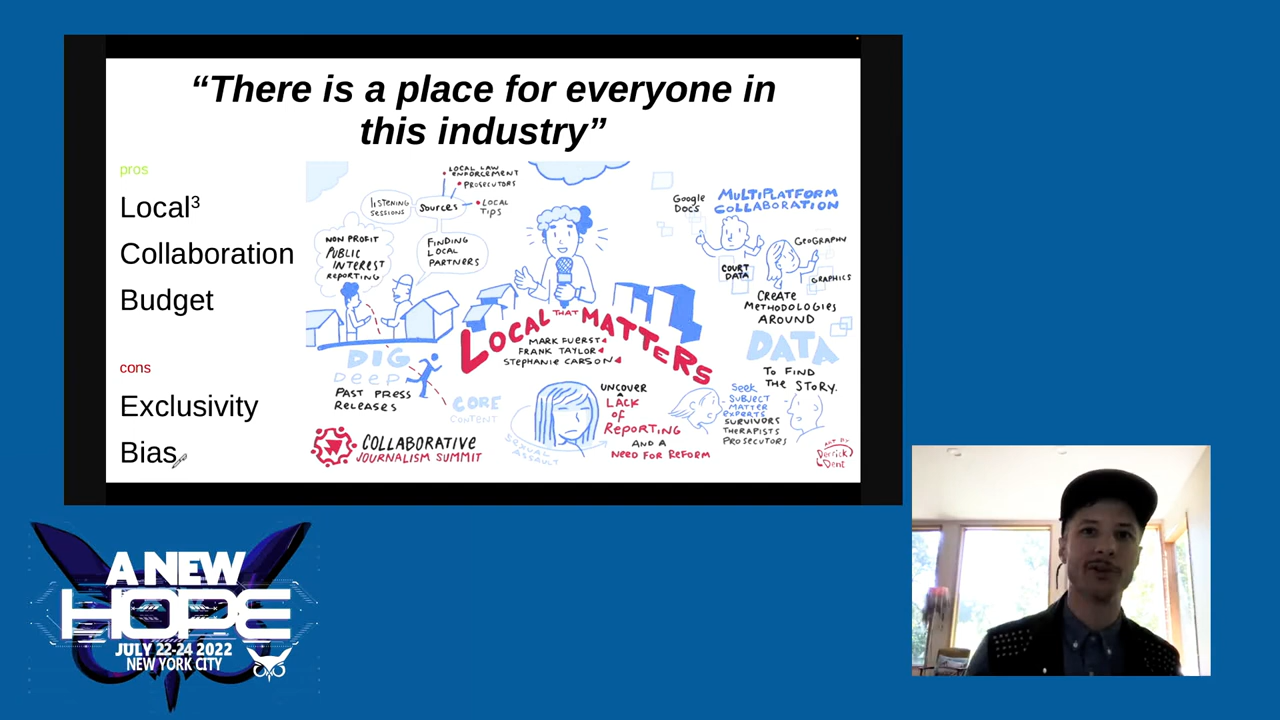 “There is a place for everyone in
this industry”
pros
Local³
Collaboration
Budget
cons
Exclusivity
Bias
LOCAL LAW
ENFORCEMENT
PROSECUTORS
LOCAL
TIPS
LISTENING
SESSIONS
SOURCES
NON PROFIT
PUBLIC
INTEREST
REPORTING
FINDING
LOCAL
PARTNERS
Google
Docs
MULTIPLATFORM
COLLABORATION
GEOGRAPHY
COURT
DATA
GRAPHICS
CREATE
METHODOLOGIES
AROUND
DATA
TO FIND
THE STORY.
LOCAL THAT MATTERS
MARK FUERST
FRANK TAYLOR
STEPHANIE CARSON
DIG
DEEP
PAST PRESS
RELEASES
CORE
CONTENT
SEXUAL
ASSAULT
UNCOVER
LACK
OF
REPORTING
AND A
NEED FOR REFORM
SEEK
SUBJECT
MATTER
EXPERTS
SURVIVORS
THERAPISTS
PROSECUTORS
COLLABORATIVE
JOURNALISM SUMMIT
ART BY
Derrick
Dent
A NEW
HOPE
JULY 22-24 2022
NEW YORK CITY